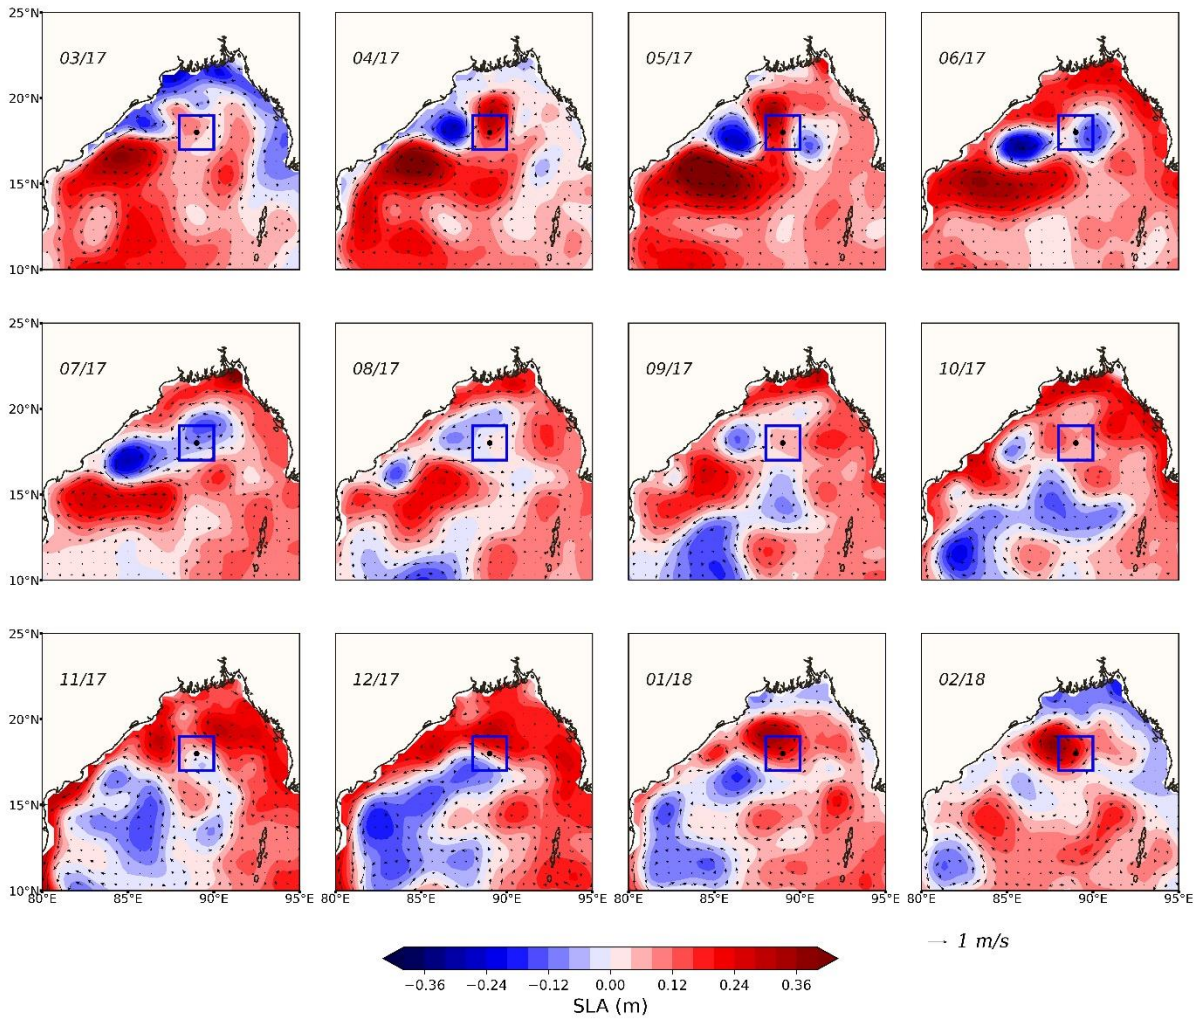 25°N
03/17
04/17
05/17
06/17
20°N
15°N
10°N
25°N
07/17
08/17
09/17
10/17
20°N
15°N
10°N
25°N
11/17
12/17
01/18
02/18
20°N
15°N
10°N
80°E 85°E 90°E 95°E 80°E 85°E 90°E 95°E 80°E 85°E 90°E 95°E 80°E 85°E 90°E 95°E
1 m/s
−0.36 −0.24 −0.12 0.00 0.12 0.24 0.36
SLA (m)